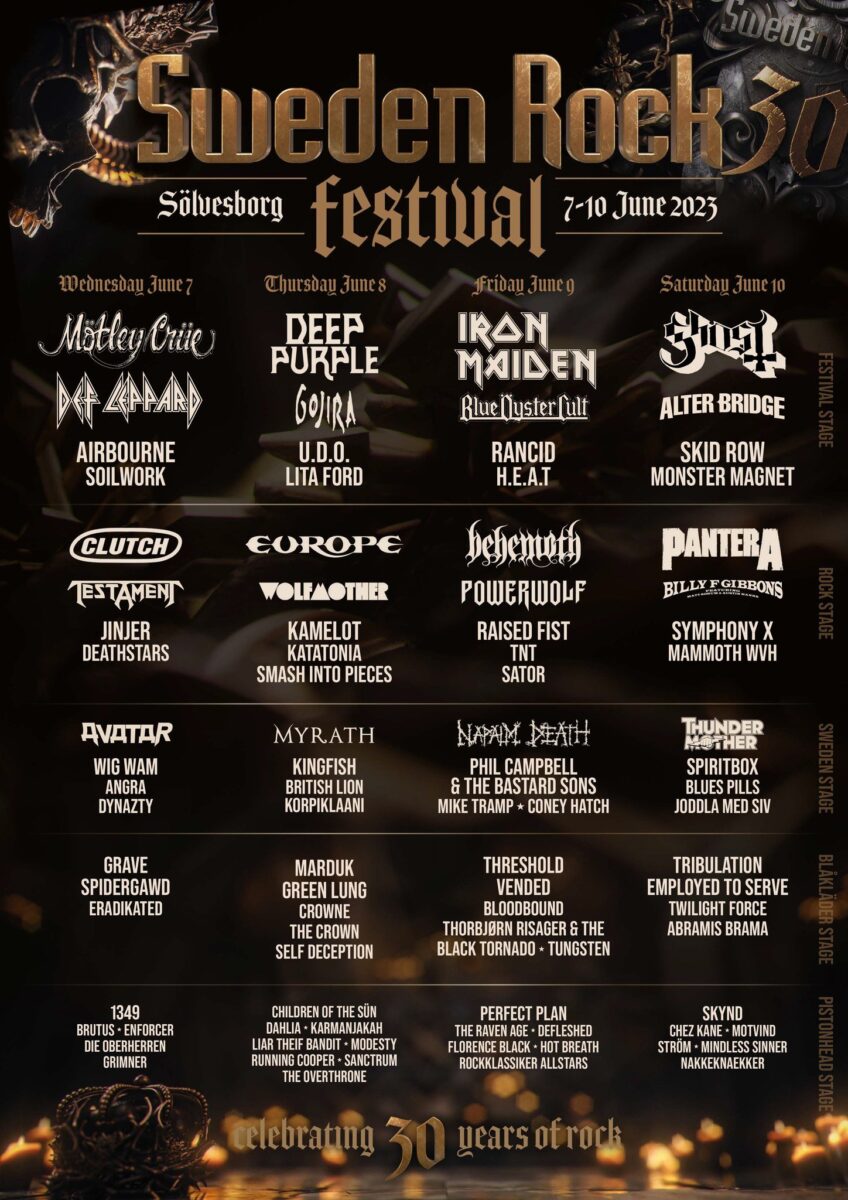 Sweden
Sweden Rock 30
festival
Sölvesborg
7-10 June 2023
Wednesday June 7
Mötley Crüe
DEF LEPPARD
AIRBOURNE
SOILWORK
Thursday June 8
DEEP
PURPLE
GOJIRA
U.D.O.
LITA FORD
Friday June 9
IRON
MAIDEN
Blue Öyster Cult
RANCID
H.E.A.T
Saturday June 10
Ghost
ALTER BRIDGE
SKID ROW
MONSTER MAGNET
FESTIVAL STAGE
CLUTCH
TESTAMENT
JINJER
DEATHSTARS
EUROPE
WOLFMOTHER
KAMELOT
KATATONIA
SMASH INTO PIECES
behemoth
POWERWOLF
RAISED FIST
TNT
SATOR
PANTERA
BILLY F GIBBONS
FEATURING
SYMPHONY X
MAMMOTH WVH
ROCK STAGE
AVATAR
WIG WAM
ANGRA
DYNAZTY
MYRATH
KINGFISH
BRITISH LION
KORPIKLAANI
NAPALM DEATH
PHIL CAMPBELL
& THE BASTARD SONS
MIKE TRAMP ⋆ CONEY HATCH
THUNDER
MOTHER
SPIRITBOX
BLUES PILLS
JODDLA MED SIV
SWEDEN STAGE
GRAVE
SPIDERGAWD
ERADIKATED
MARDUK
GREEN LUNG
CROWNE
THE CROWN
SELF DECEPTION
THRESHOLD
VENDED
BLOODBOUND
THORBJØRN RISAGER & THE
BLACK TORNADO ⋆ TUNGSTEN
TRIBULATION
EMPLOYED TO SERVE
TWILIGHT FORCE
ABRAMIS BRAMA
BLÅKLÄDER STAGE
1349
BRUTUS ⋆ ENFORCER
DIE OBERHERREN
GRIMNER
CHILDREN OF THE SÜN
DAHLIA ⋆ KARMANJAKAH
LIAR THEIF BANDIT ⋆ MODESTY
RUNNING COOPER ⋆ SANCTRUM
THE OVERTHRONE
PERFECT PLAN
THE RAVEN AGE ⋆ DEFLESHED
FLORENCE BLACK ⋆ HOT BREATH
ROCKKLASSIKER ALLSTARS
SKYND
CHEZ KANE ⋆ MOTVIND
STRÖM ⋆ MINDLESS SINNER
NAKKEKNAEKKER
PISTONHEAD STAGE
celebrating 30 years of rock